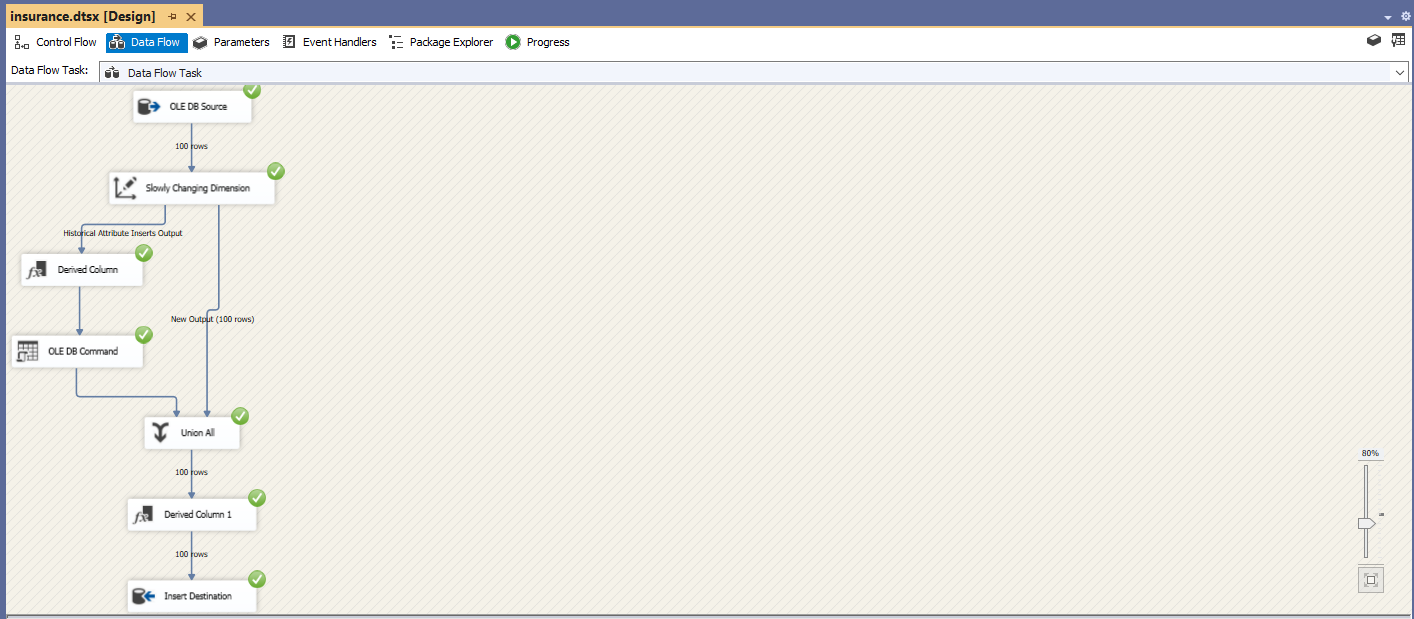 insurance.dtsx [Design]
Control Flow Data Flow Parameters Event Handlers Package Explorer Progress
Data Flow Task: Data Flow Task
OLE DB Source
100 rows
Slowly Changing Dimension
Historical Attribute Inserts Output
Derived Column
New Output (100 rows)
OLE DB Command
Union All
80%
100 rows
Derived Column 1
100 rows
Insert Destination